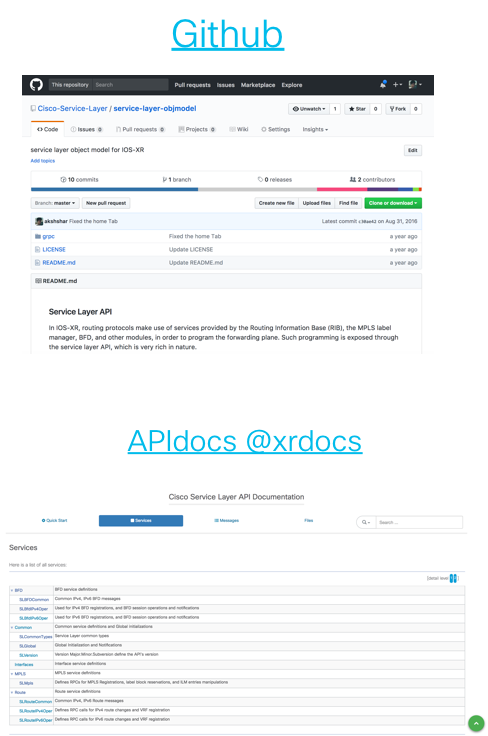 Github
This repository Search Pull requests Issues Marketplace Explore
Cisco-Service-Layer / service-layer-objmodel Unwatch 1 Star 0 Fork 0
Code Issues 0 Pull requests 0 Projects 0 Wiki Settings Insights
service layer object model for IOS-XR Edit
Add topics
10 commits 1 branch 0 releases 2 contributors
Branch: master New pull request Create new file Upload files Find file Clone or download
akshshar Fixed the home Tab Latest commit on Aug 31, 2016
grpc Fixed the home Tab a year ago
LICENSE Update LICENSE a year ago
README.md Update README.md a year ago
README.md
Service Layer API
In IOS-XR, routing protocols make use of services provided by the Routing Information Base (RIB), the MPLS label
manager, BFD, and other modules, in order to program the forwarding plane. Such programming is exposed through
the service layer API, which is very rich in nature.
APIdocs @xrdocs
Cisco Service Layer API Documentation
Quick Start Services Messages Files Search ...
Services
Here is a list of all services:
[detail level 1 2]
BFD BFD service definitions
SLBFDCommon Common IPv4, IPv6 BFD messages
SLBfdIPv4Oper Used for IPv4 BFD registrations, and BFD session operations and notifications
SLBfdIPv6Oper Used for IPv6 BFD registrations, and BFD session operations and notifications
Common Common service definitions and Global initializations
SLCommonTypes Service Layer common types
SLGlobal Global Initialization and Notifications
SLVersion Version Major.Minor.Subversion define the API's version
Interfaces Interface service definitions
MPLS MPLS service definitions
SLMpls Defines RPCs for MPLS Registrations, label block reservations, and ILM entries manipulations
Route Route service definitions
SLRouteCommon Common IPv4, IPv6 Route messages
SLRouteIPv4Oper Defines RPC calls for IPv4 route changes and VRF registration
SLRouteIPv6Oper Defines RPC calls for IPv6 route changes and VRF registration